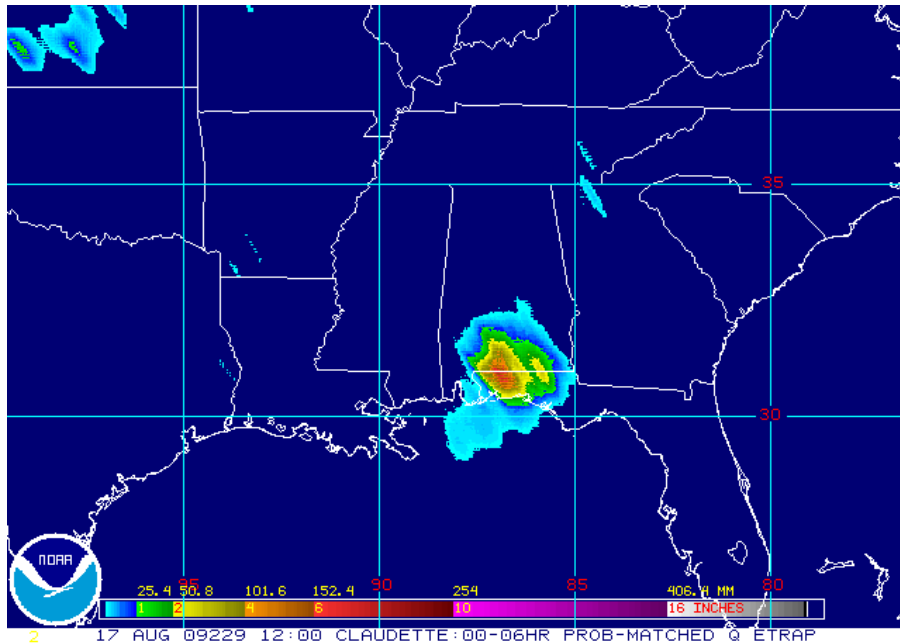 35
30
NOAA
95 90 85 80
25.4 50.8 101.6 152.4 254 406.4 MM
1 2 4 6 10 16 INCHES
2 17 AUG 09229 12:00 CLAUDETTE:00-06HR PROB-MATCHED Q ETRAP